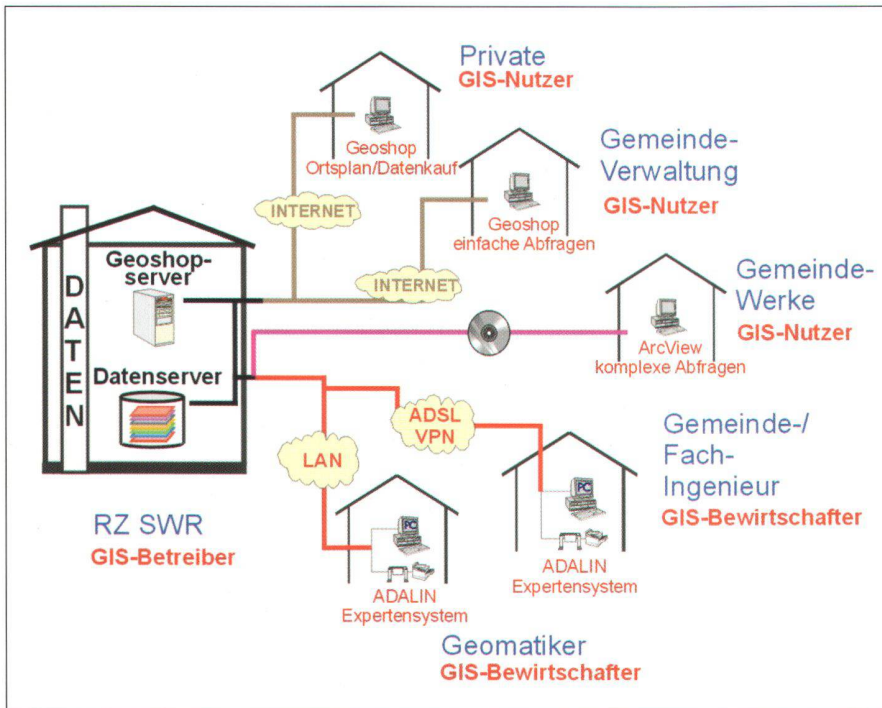 Private
GIS-Nutzer
Geoshop
Ortsplan/Datenkauf
INTERNET
Gemeinde-
Verwaltung
GIS-Nutzer
Geoshop
einfache Abfragen
INTERNET
DATEN
Geoshop-
server
Datenserver
RZ SWR
GIS-Betreiber
Gemeinde-
Werke
GIS-Nutzer
ArcView
komplexe Abfragen
ADSL
VPN
LAN
Gemeinde-/
Fach-
Ingenieur
GIS-Bewirtschafter
PC
ADALIN
Expertensystem
PC
ADALIN
Expertensystem
Geomatiker
GIS-Bewirtschafter